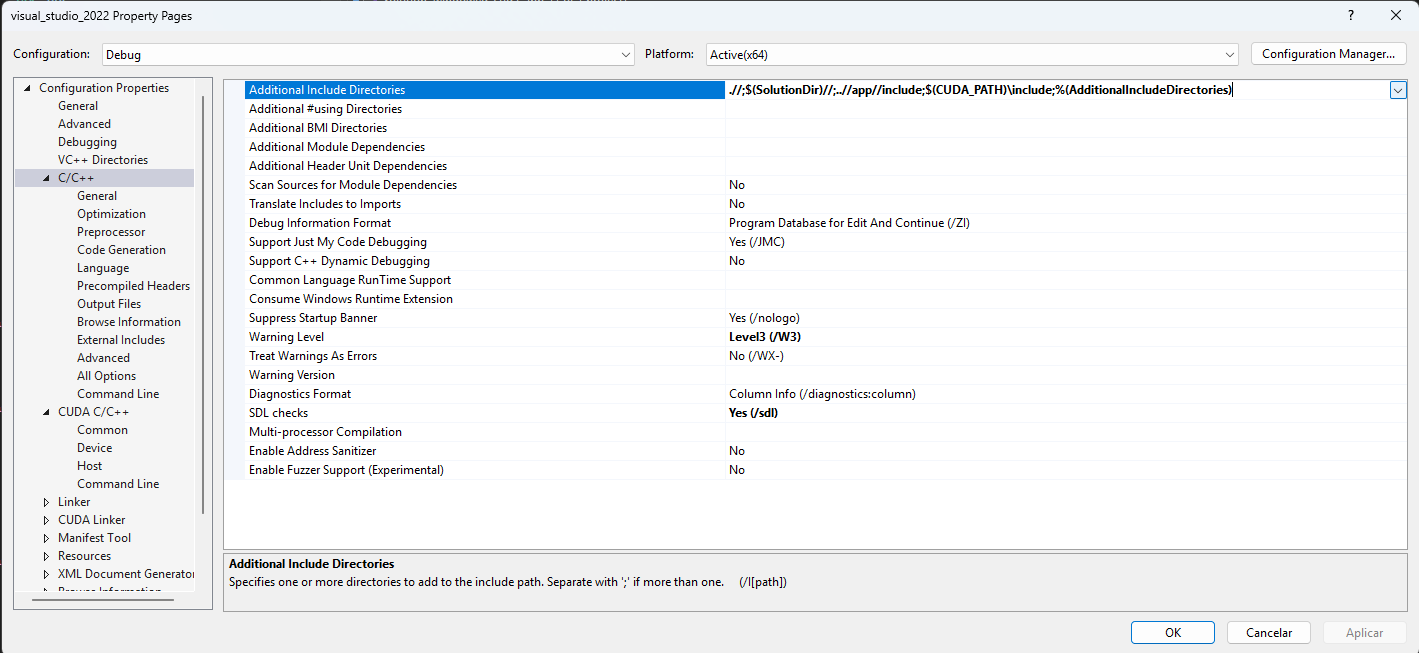 visual_studio_2022 Property Pages
?
Configuration: Debug Platform: Active(x64) Configuration Manager...
Configuration Properties
General
Advanced
Debugging
VC++ Directories
C/C++
General
Optimization
Preprocessor
Code Generation
Language
Precompiled Headers
Output Files
Browse Information
External Includes
Advanced
All Options
Command Line
CUDA C/C++
Common
Device
Host
Command Line
Linker
CUDA Linker
Manifest Tool
Resources
XML Document Generator
Browse Information
Additional Include Directories .//;$(SolutionDir)//;..//app//include;$(CUDA_PATH)\include;%(AdditionalIncludeDirectories)
Additional #using Directories
Additional BMI Directories
Additional Module Dependencies
Additional Header Unit Dependencies
Scan Sources for Module Dependencies No
Translate Includes to Imports No
Debug Information Format Program Database for Edit And Continue (/ZI)
Support Just My Code Debugging Yes (/JMC)
Support C++ Dynamic Debugging No
Common Language RunTime Support
Consume Windows Runtime Extension
Suppress Startup Banner Yes (/nologo)
Warning Level Level3 (/W3)
Treat Warnings As Errors No (/WX-)
Warning Version
Diagnostics Format Column Info (/diagnostics:column)
SDL checks Yes (/sdl)
Multi-processor Compilation
Enable Address Sanitizer No
Enable Fuzzer Support (Experimental) No
Additional Include Directories
Specifies one or more directories to add to the include path. Separate with ';' if more than one. (/I[path])
OK Cancelar Aplicar